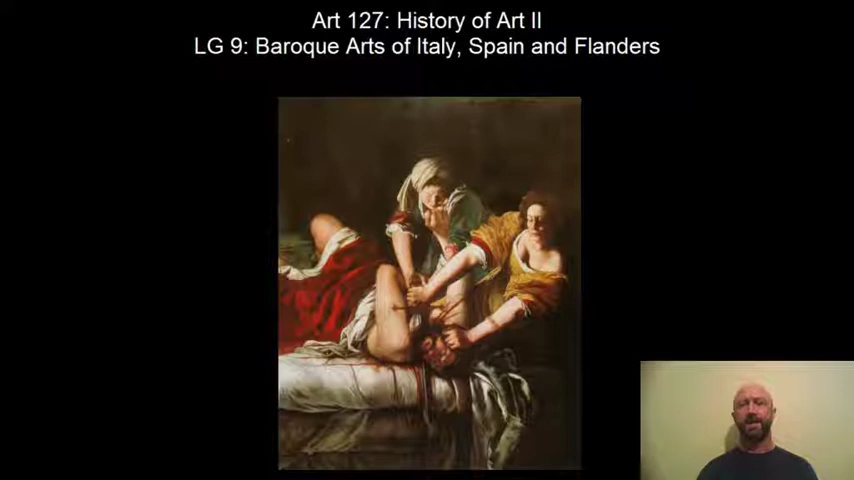 Art 127: History of Art II
LG 9: Baroque Arts of Italy, Spain and Flanders